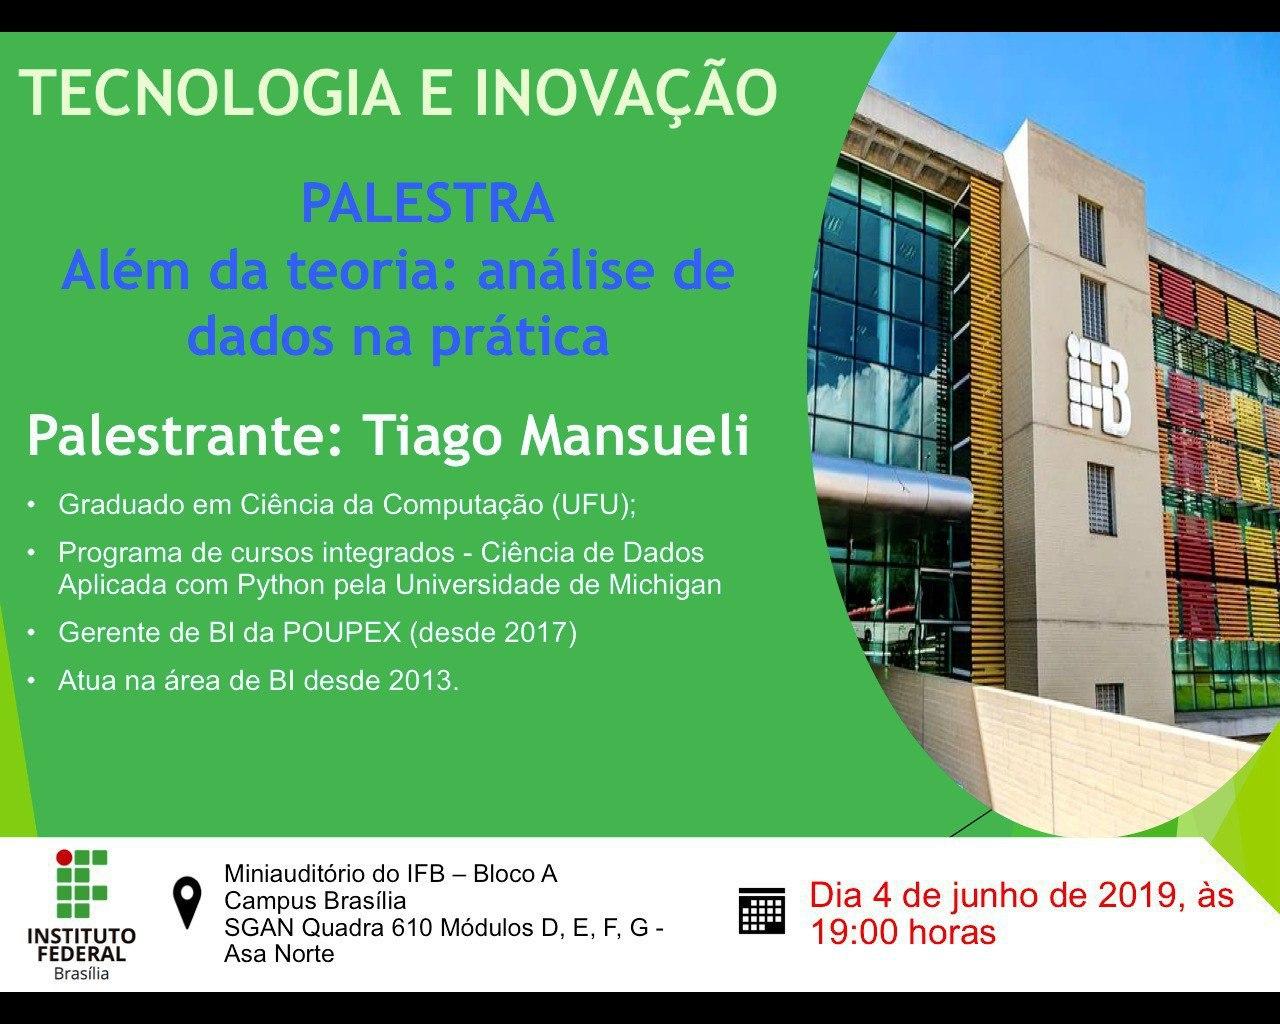 TECNOLOGIA E INOVAÇÃO
PALESTRA
Além da teoria: análise de
dados na prática
Palestrante: Tiago Mansueli
• Graduado em Ciência da Computação (UFU);
• Programa de cursos integrados - Ciência de Dados
Aplicada com Python pela Universidade de Michigan
• Gerente de BI da POUPEX (desde 2017)
• Atua na área de BI desde 2013.
IFB
INSTITUTO
FEDERAL
Brasília
Miniauditório do IFB – Bloco A
Campus Brasília
SGAN Quadra 610 Módulos D, E, F, G -
Asa Norte
Dia 4 de junho de 2019, às
19:00 horas